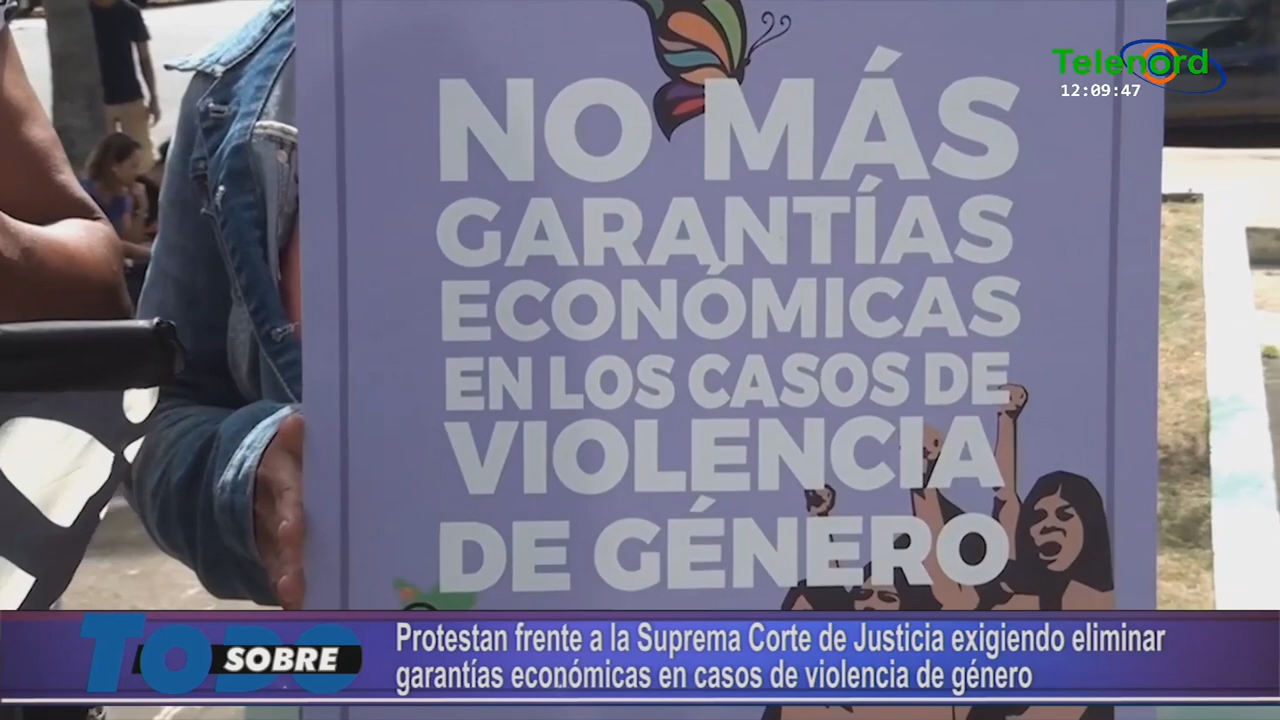 Telenord
12:09:47
NO MÁS
GARANTÍAS
ECONÓMICAS
EN LOS CASOS DE
VIOLENCIA
DE GÉNERO
TODO
SOBRE
Protestan frente a la Suprema Corte de Justicia exigiendo eliminar
garantías económicas en casos de violencia de género